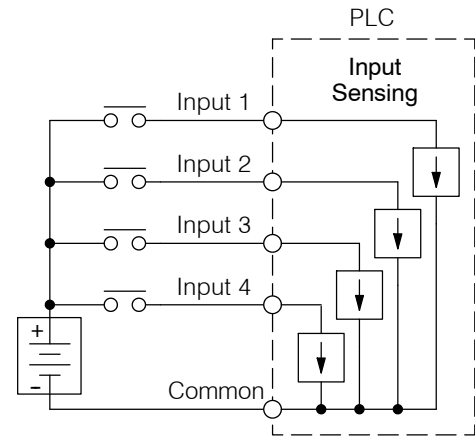 PLC
Input
Sensing
Input 1
Input 2
Input 3
Input 4
+
–
Common